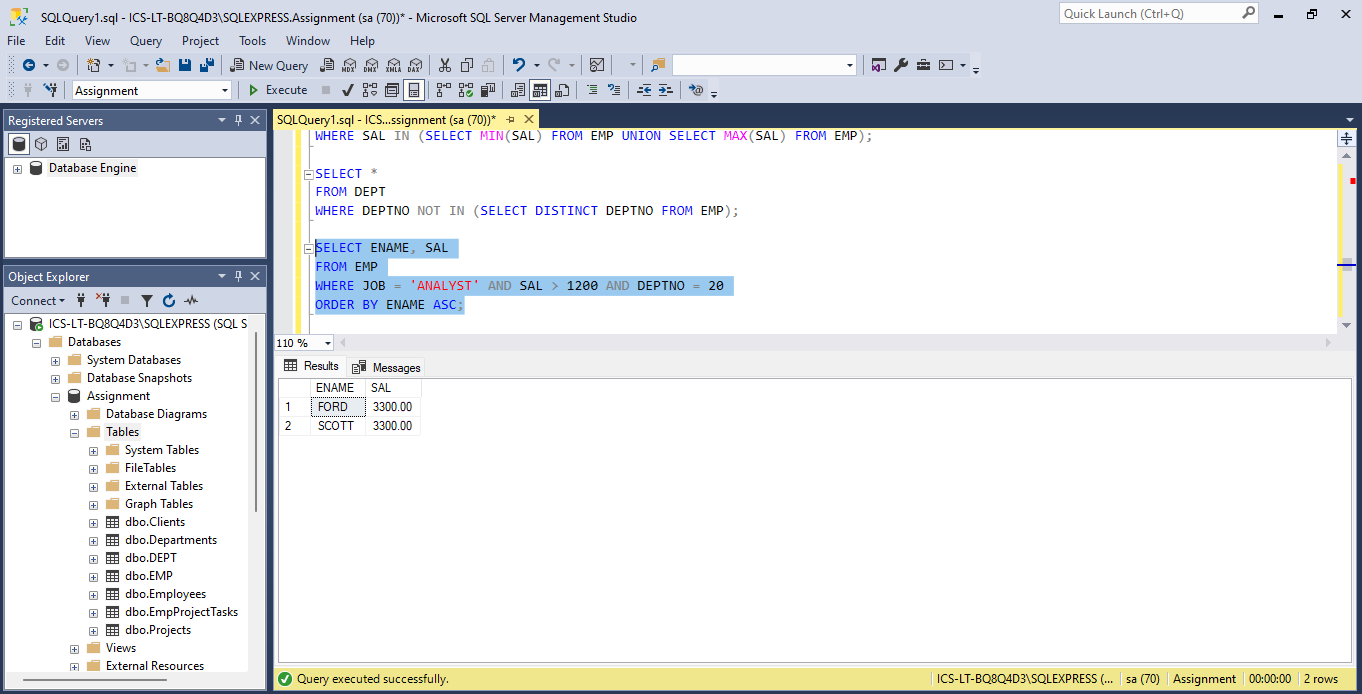 SQLQuery1.sql - ICS-LT-BQ8Q4D3\SQLEXPRESS.Assignment (sa (70))* - Microsoft SQL Server Management Studio
Quick Launch (Ctrl+Q)
File Edit View Query Project Tools Window Help
New Query
MDX DMX XMLA DAX
Assignment
Execute
Registered Servers
Database Engine
Object Explorer
Connect
ICS-LT-BQ8Q4D3\SQLEXPRESS (SQL S
Databases
System Databases
Database Snapshots
Assignment
Database Diagrams
Tables
System Tables
FileTables
External Tables
Graph Tables
dbo.Clients
dbo.Departments
dbo.DEPT
dbo.EMP
dbo.Employees
dbo.EmpProjectTasks
dbo.Projects
Views
External Resources
SQLQuery1.sql - ICS...ssignment (sa (70))*
WHERE SAL IN (SELECT MIN(SAL) FROM EMP UNION SELECT MAX(SAL) FROM EMP);
SELECT *
FROM DEPT
WHERE DEPTNO NOT IN (SELECT DISTINCT DEPTNO FROM EMP);
SELECT ENAME, SAL
FROM EMP
WHERE JOB = 'ANALYST' AND SAL > 1200 AND DEPTNO = 20
ORDER BY ENAME ASC;
110 %
Results Messages
ENAME SAL
1 FORD 3300.00
2 SCOTT 3300.00
Query executed successfully.
ICS-LT-BQ8Q4D3\SQLEXPRESS (... sa (70) Assignment 00:00:00 2 rows